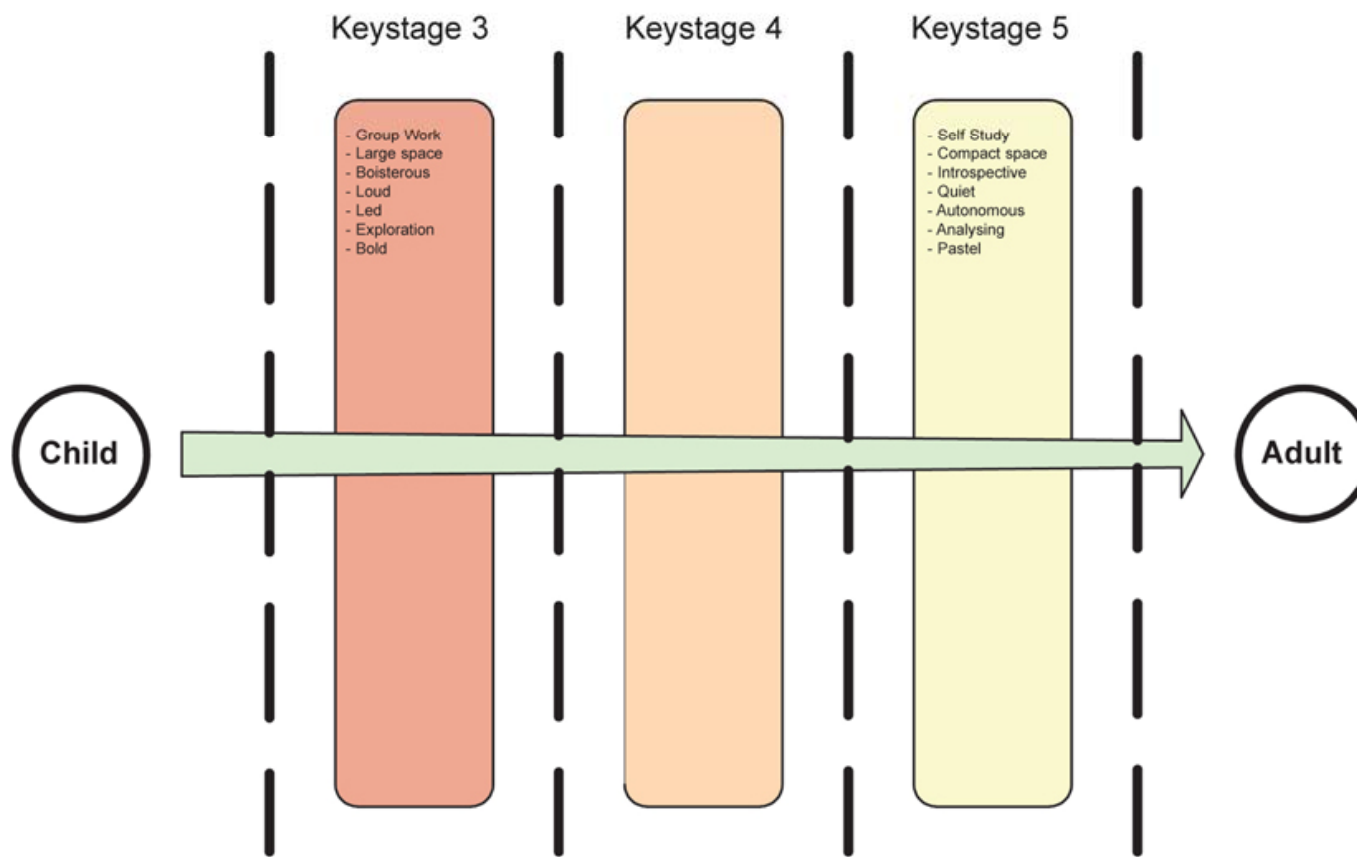 Keystage 3
Keystage 4
Keystage 5
- Group Work
- Large space
- Boisterous
- Loud
- Led
- Exploration
- Bold
- Self Study
- Compact space
- Introspective
- Quiet
- Autonomous
- Analysing
- Pastel
Child
Adult